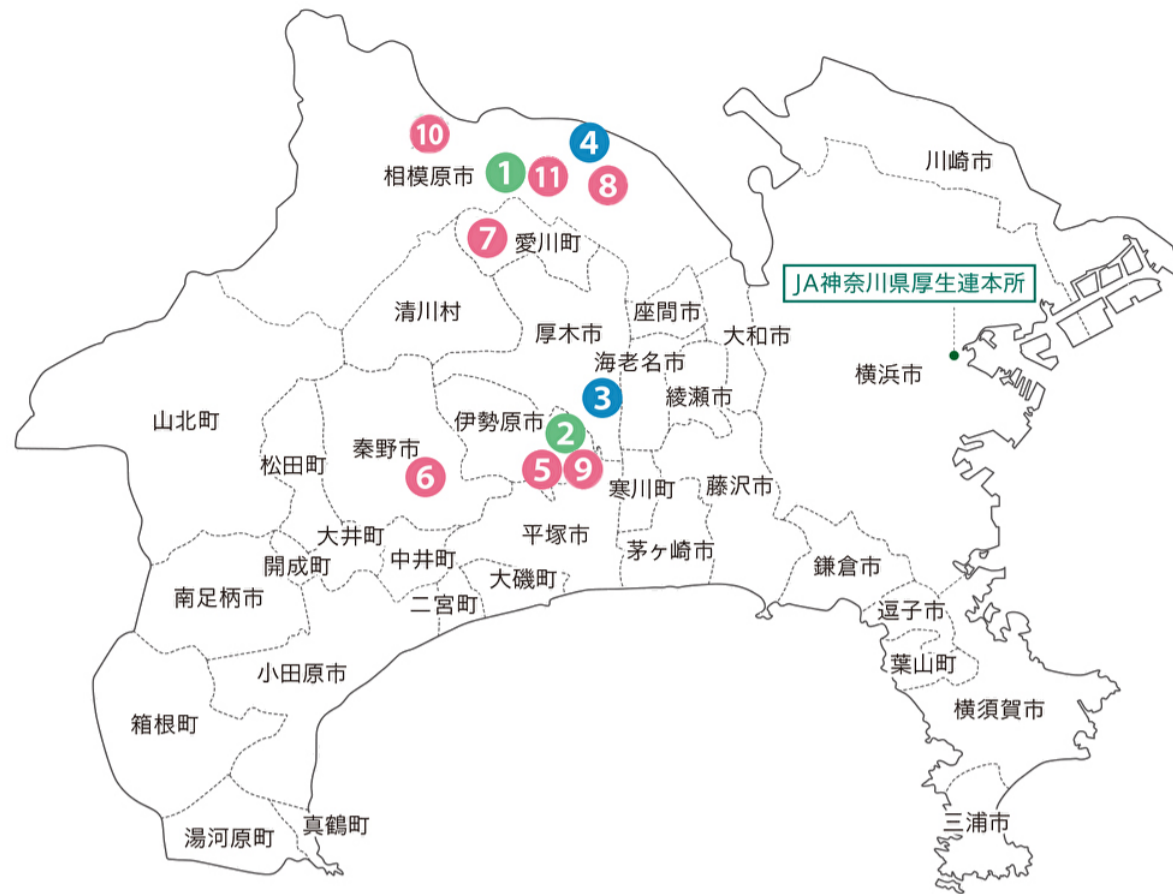 10
4
川崎市
相模原市
1
11
8
7
愛川町
JA神奈川県厚生連本所
清川村
座間市
厚木市
大和市
海老名市
横浜市
綾瀬市
3
山北町
伊勢原市
2
秦野市
松田町
6
5
9
寒川町
藤沢市
大井町
平塚市
茅ヶ崎市
中井町
開成町
鎌倉市
大磯町
南足柄市
二宮町
逗子市
葉山町
小田原市
横須賀市
箱根町
三浦市
真鶴町
湯河原町